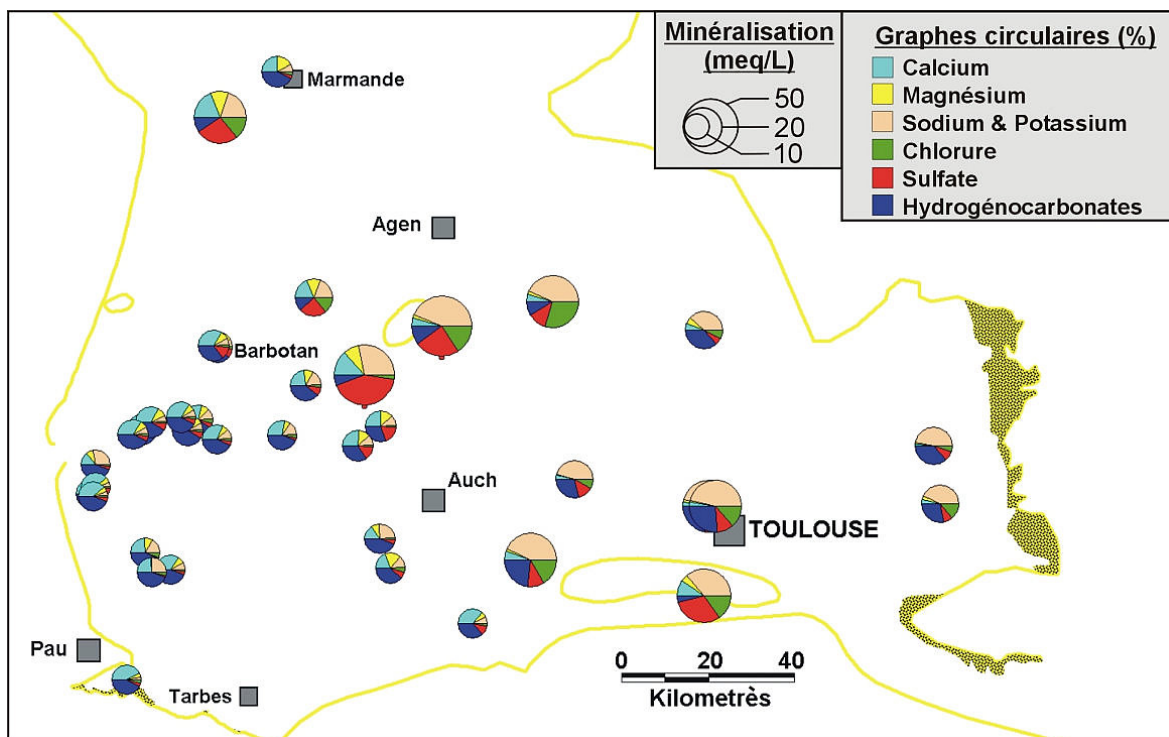 Minéralisation
(meq/L)
50
20
10
Graphes circulaires (%)
Calcium
Magnésium
Sodium & Potassium
Chlorure
Sulfate
Hydrogénocarbonates
Marmande
Agen
Barbotan
Auch
TOULOUSE
Pau
Tarbes
0 20 40
Kilometrès